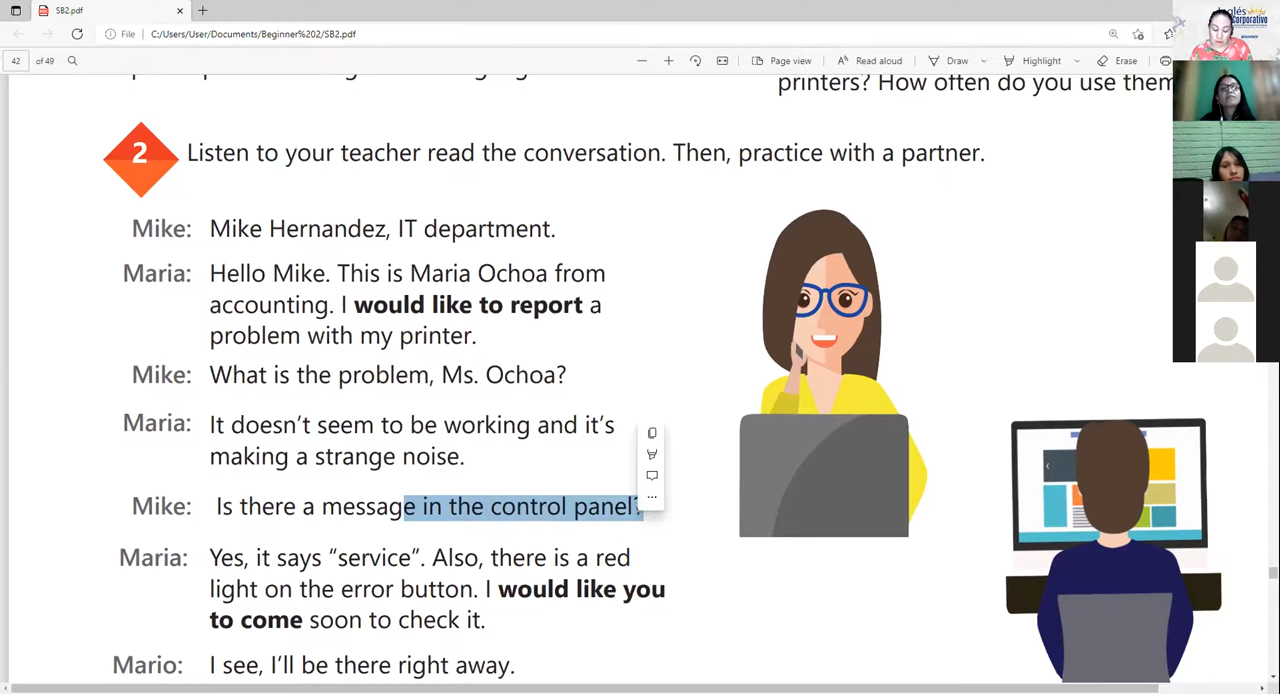 SB2.pdf
File
C:/Users/User/Documents/Beginner%202/SB2.pdf
Inglés
Corporativo
BEGINNER
42 of 49
Page view
Read aloud
Draw
Highlight
Erase
printers? How often do you use them
2
Listen to your teacher read the conversation. Then, practice with a partner.
Mike: Mike Hernandez, IT department.
Maria: Hello Mike. This is Maria Ochoa from
accounting. I would like to report a
problem with my printer.
Mike: What is the problem, Ms. Ochoa?
Maria: It doesn't seem to be working and it's
making a strange noise.
Mike: Is there a message in the control panel?
Maria: Yes, it says “service”. Also, there is a red
light on the error button. I would like you
to come soon to check it.
Mario: I see, I'll be there right away.